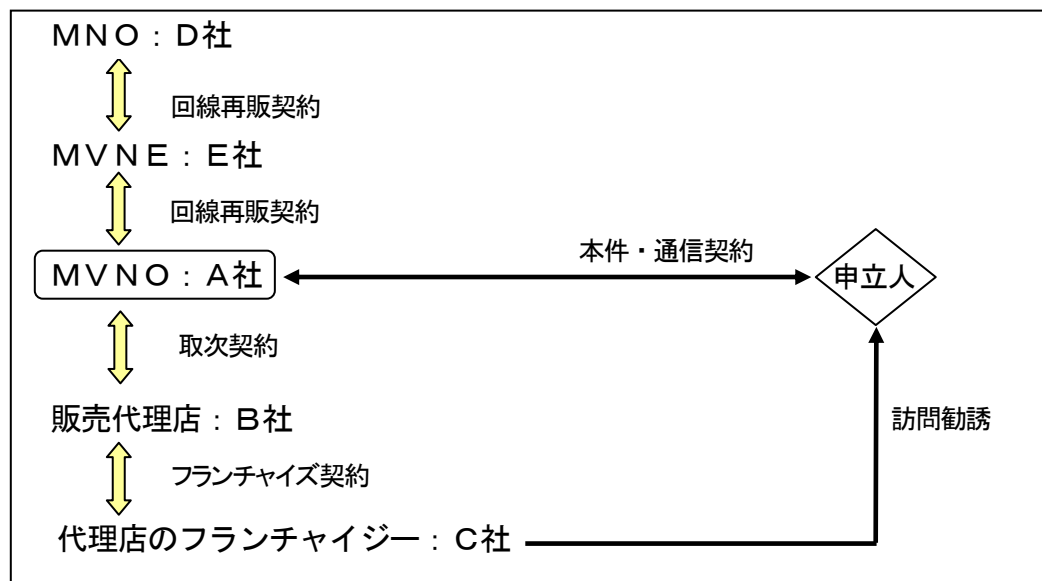 MNO:D社
回線再販契約
MVNE:E社
回線再販契約
本件・通信契約
MVNO:A社
申立人
取次契約
販売代理店:B社
訪問勧誘
フランチャイズ契約
代理店のフランチャイジー:C社